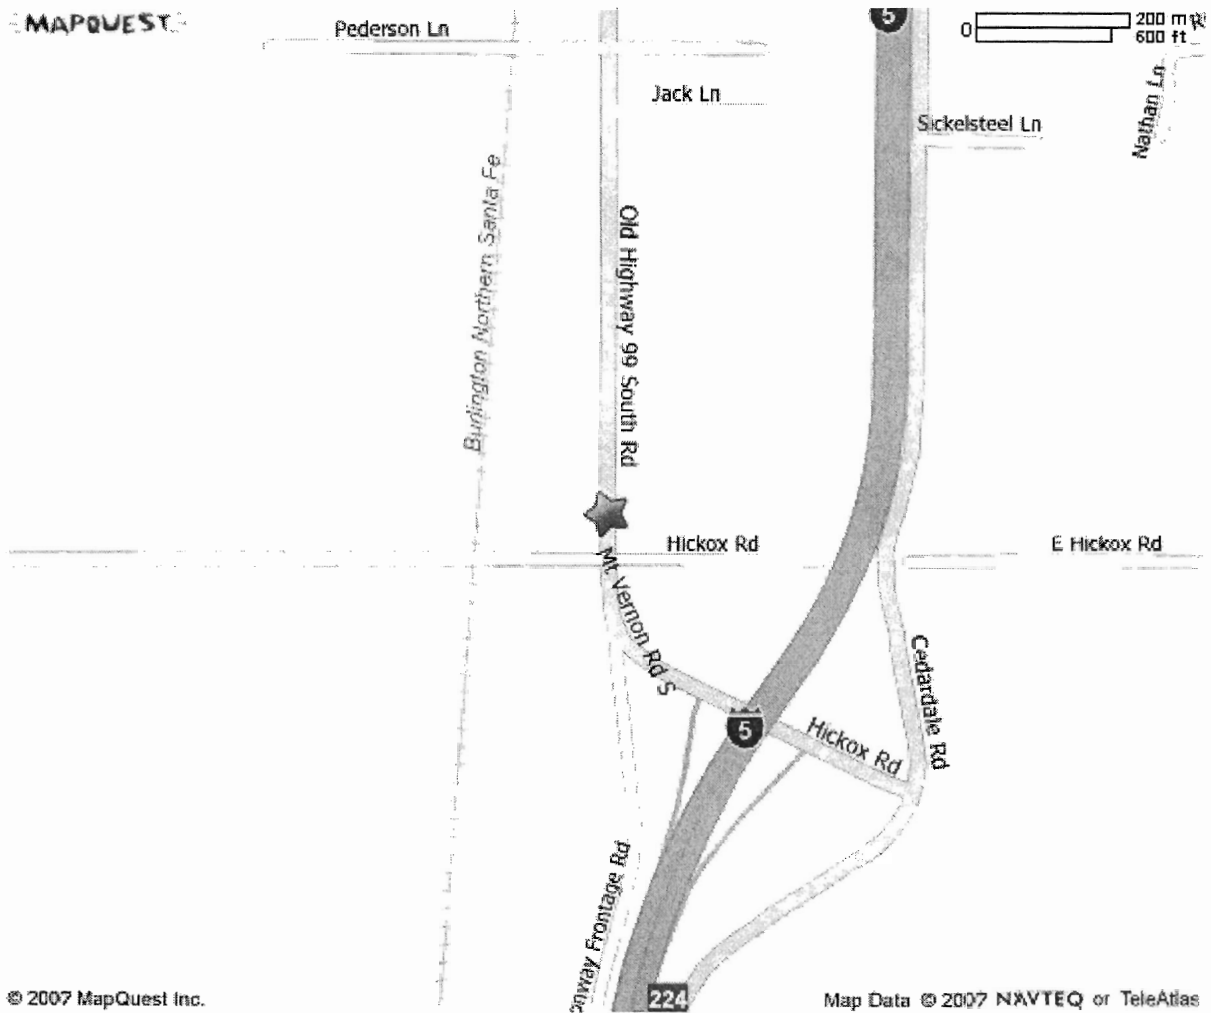 MAPQUEST
Pederson Ln
5
0
200 m
600 ft
Jack Ln
Sickelsteel Ln
Nathan Ln
Burlington Northern Santa Fe
Old Highway 99 South Rd
Hickox Rd
E Hickox Rd
Mt Vernon Rd S
Cedardale Rd
5
Hickox Rd
onway Frontage Rd
224
© 2007 MapQuest Inc.
Map Data © 2007 NAVTEQ or TeleAtlas